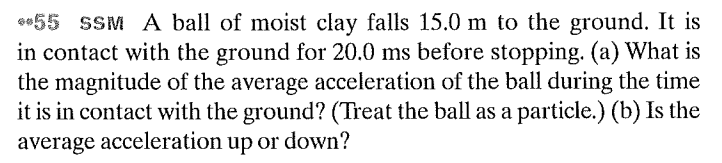 ••55 SSM A ball of moist clay falls 15.0 m to the ground. It is
in contact with the ground for 20.0 ms before stopping. (a) What is
the magnitude of the average acceleration of the ball during the time
it is in contact with the ground? (Treat the ball as a particle.) (b) Is the
average acceleration up or down?